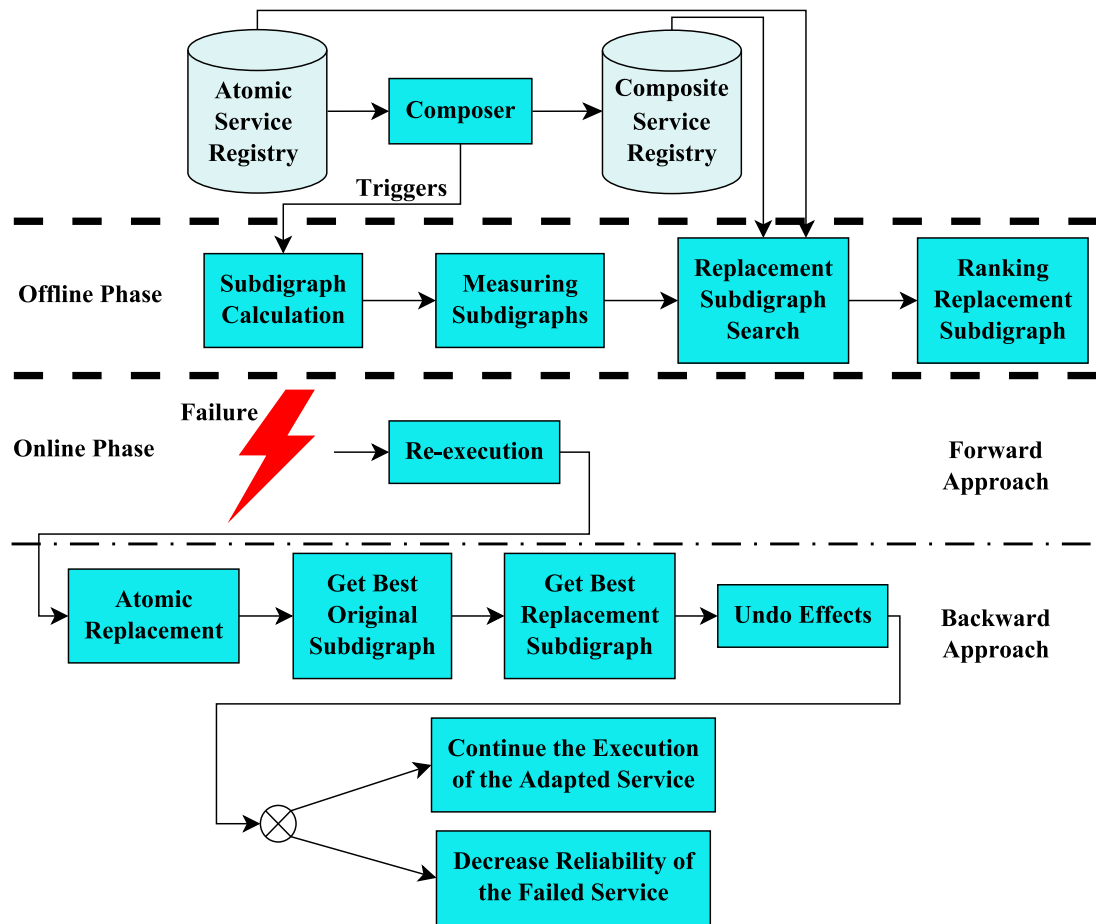 Atomic
Service
Registry
Composer
Composite
Service
Registry
Triggers
Offline Phase
Subdigraph
Calculation
Measuring
Subdigraphs
Replacement
Subdigraph
Search
Ranking
Replacement
Subdigraph
Failure
Online Phase
Re-execution
Forward
Approach
Atomic
Replacement
Get Best
Original
Subdigraph
Get Best
Replacement
Subdigraph
Undo Effects
Backward
Approach
Continue the Execution
of the Adapted Service
Decrease Reliability of
the Failed Service